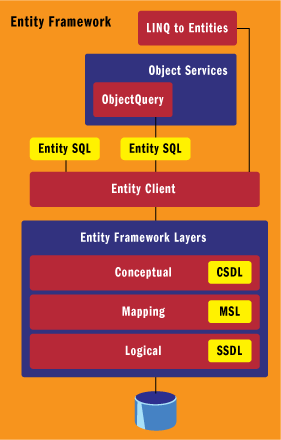 Entity Framework
LINQ to Entities
Object Services
ObjectQuery
Entity SQL
Entity SQL
Entity Client
Entity Framework Layers
Conceptual
CSDL
Mapping
MSL
Logical
SSDL